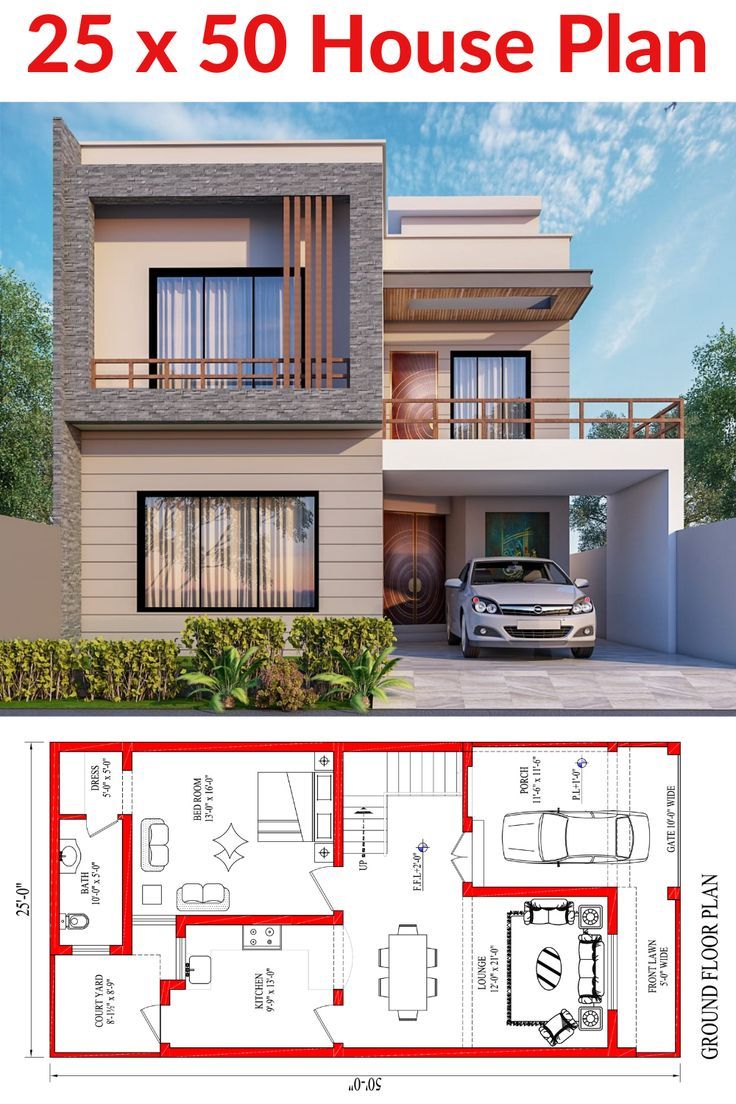 25 x 50 House Plan
25'-0"
DRESS
5'-0" x 5'-0"
BATH
10'-0" x 5'-0"
COURT YARD
8'-1½" x 8'-9"
BED ROOM
13'-0" x 16'-0"
KITCHEN
9'-9" x 13'-0"
UP
F.F.L+2'-0"
LOUNGE
12'-0" x 21'-0"
PORCH
11'-6" x 11'-6"
P.L+1'-0"
GATE 10'-0" WIDE
FRONT LAWN
5'-0" WIDE
GROUND FLOOR PLAN
50'-0"